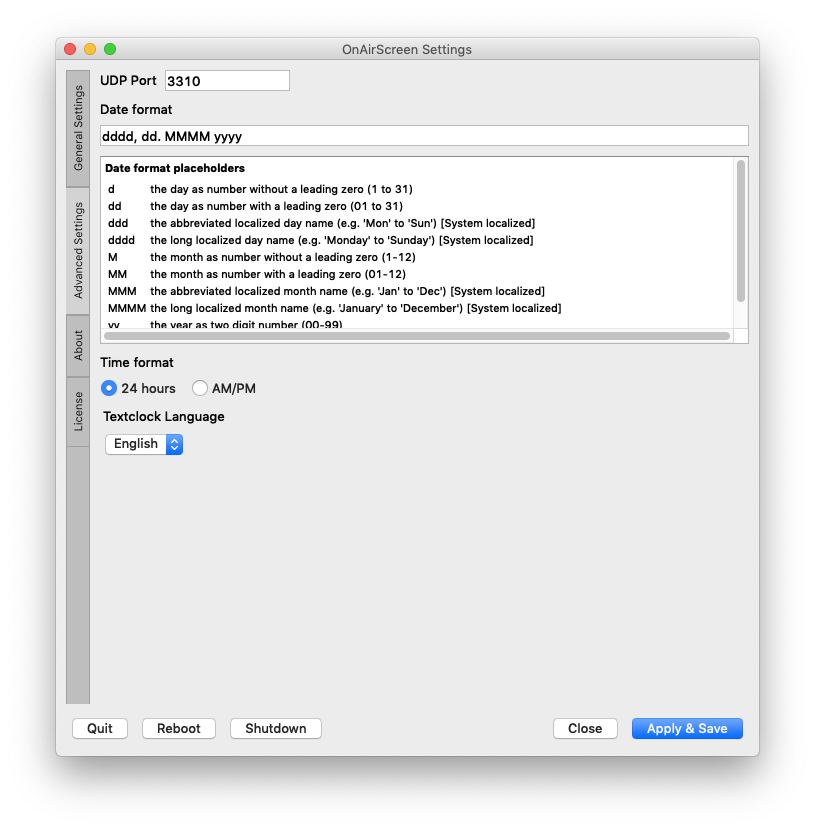 OnAirScreen Settings
General Settings
Advanced Settings
About
License
UDP Port 3310
Date format
dddd, dd. MMMM yyyy
Date format placeholders
d the day as number without a leading zero (1 to 31)
dd the day as number with a leading zero (01 to 31)
ddd the abbreviated localized day name (e.g. 'Mon' to 'Sun') [System localized]
dddd the long localized day name (e.g. 'Monday' to 'Sunday') [System localized]
M the month as number without a leading zero (1-12)
MM the month as number with a leading zero (01-12)
MMM the abbreviated localized month name (e.g. 'Jan' to 'Dec') [System localized]
MMMM the long localized month name (e.g. 'January' to 'December') [System localized]
yy the year as two digit number (00-99)
Time format
24 hours AM/PM
Textclock Language
English
Quit Reboot Shutdown Close Apply & Save